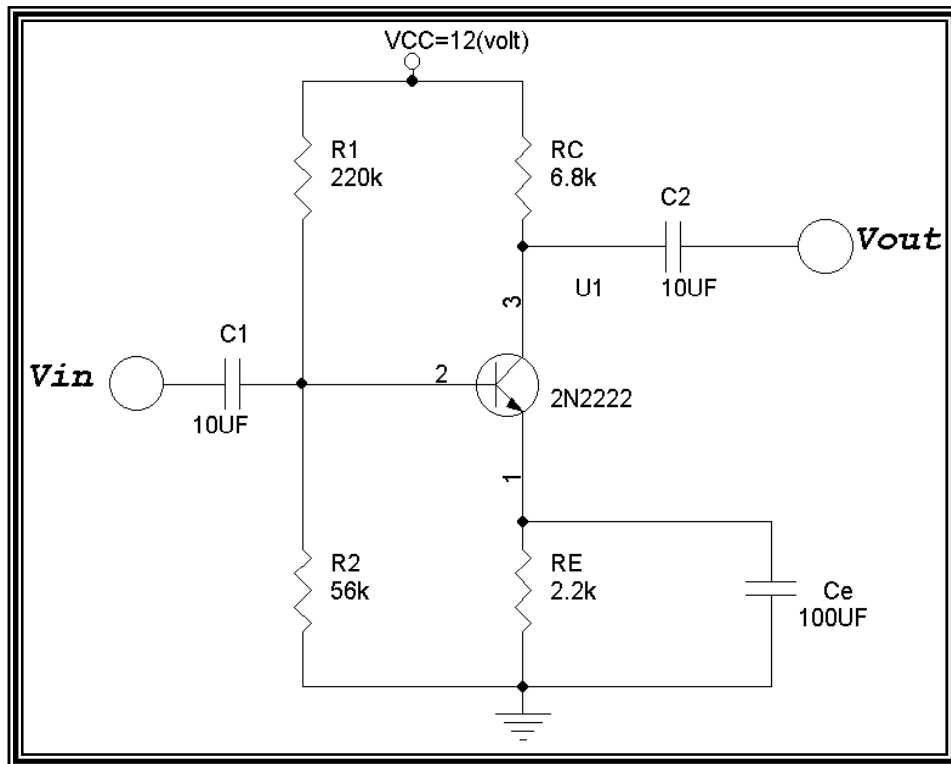 VCC=12(volt)
R1
220k
RC
6.8k
C2
Vout
10UF
U1
3
C1
Vin
2
10UF
2N2222
1
R2
56k
RE
2.2k
Ce
100UF